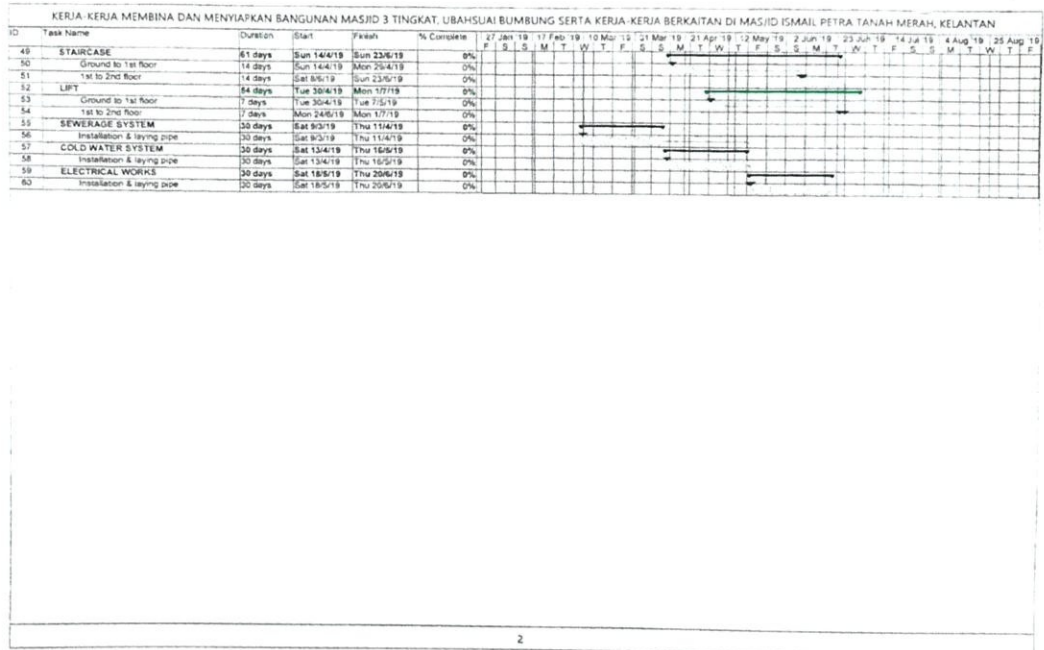 KERJA-KERJA MEMBINA DAN MENYIAPKAN BANGUNAN MASJID 3 TINGKAT, UBAHSUAI BUMBUNG SERTA KERJA-KERJA BERKAITAN DI MASJID ISMAIL PETRA TANAH MERAH, KELANTAN
ID Task Name Duration Start Finish % Complete 27 Jan '19 17 Feb '19 10 Mar '19 31 Mar '19 21 Apr '19 12 May '19 2 Jun '19 23 Jun '19 14 Jul '19 4 Aug '19 25 Aug '19
F S S M T W T F S S M T W T F S S M T W T F S S M T W T F
49 STAIRCASE 61 days Sun 14/4/19 Sun 23/6/19 0%
50 Ground to 1st floor 14 days Sun 14/4/19 Mon 29/4/19 0%
51 1st to 2nd floor 14 days Sat 8/6/19 Sun 23/6/19 0%
52 LIFT 54 days Tue 30/4/19 Mon 1/7/19 0%
53 Ground to 1st floor 7 days Tue 30/4/19 Tue 7/5/19 0%
54 1st to 2nd floor 7 days Mon 24/6/19 Mon 1/7/19 0%
55 SEWERAGE SYSTEM 30 days Sat 9/3/19 Thu 11/4/19 0%
56 Installation & laying pipe 30 days Sat 9/3/19 Thu 11/4/19 0%
57 COLD WATER SYSTEM 30 days Sat 13/4/19 Thu 16/5/19 0%
58 Installation & laying pipe 30 days Sat 13/4/19 Thu 16/5/19 0%
59 ELECTRICAL WORKS 30 days Sat 18/5/19 Thu 20/6/19 0%
60 Installation & laying pipe 30 days Sat 18/5/19 Thu 20/6/19 0%
2